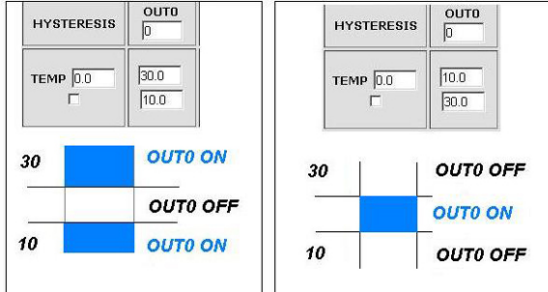 HYSTERESIS OUT0
0
TEMP 0.0 30.0
10.0
30 OUT0 ON
OUT0 OFF
10 OUT0 ON
HYSTERESIS OUT0
0
TEMP 0.0 10.0
30.0
30 OUT0 OFF
OUT0 ON
10 OUT0 OFF